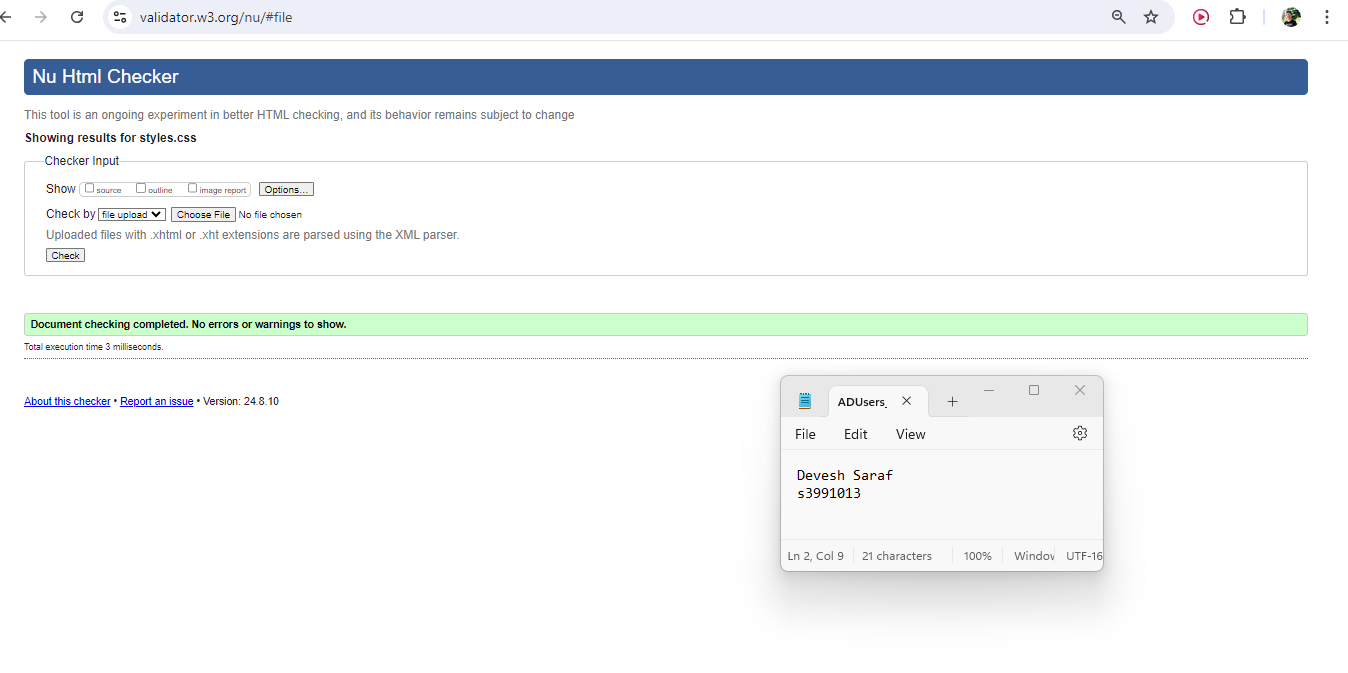 validator.w3.org/nu/#file
Nu Html Checker
This tool is an ongoing experiment in better HTML checking, and its behavior remains subject to change
Showing results for styles.css
Checker Input
Show source outline image report Options...
Check by file upload Choose File No file chosen
Uploaded files with .xhtml or .xht extensions are parsed using the XML parser.
Check
Document checking completed. No errors or warnings to show.
Total execution time 3 milliseconds.
About this checker • Report an issue • Version: 24.8.10
ADUsers_
File Edit View
Devesh Saraf
s3991013
Ln 2, Col 9 21 characters 100% Window UTF-16